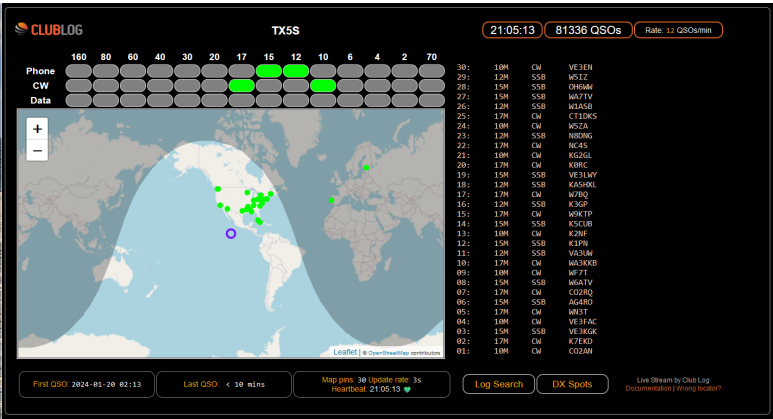 CLUBLOG
TX5S
21:05:13
81336 QSOs
Rate: 12 QSOs/min
160 80 60 40 30 20 17 15 12 10 6 4 2 70
Phone
CW
Data
+
−
Leaflet | © OpenStreetMap contributors
30: 10M CW VE3EN
29: 12M SSB W5IZ
28: 15M SSB OH6WW
27: 15M SSB WA7TV
26: 12M SSB W1ASB
25: 17M CW CT1DKS
24: 10M CW W5ZA
23: 12M SSB N8DNG
22: 17M CW NC4S
21: 10M CW KG2GL
20: 17M CW K0RC
19: 15M SSB VE3LWY
18: 12M SSB KA5HXL
17: 17M CW W7BQ
16: 12M SSB K3GP
15: 17M CW W9KTP
14: 15M SSB K5CUB
13: 10M CW K2NF
12: 15M SSB K1PN
11: 12M SSB VA3UW
10: 17M CW WA3KKB
09: 10M CW WF7T
08: 15M SSB W6ATV
07: 17M CW CO2RQ
06: 15M SSB AG4RO
05: 17M CW WN3T
04: 10M CW VE3FAC
03: 15M SSB VE3KGK
02: 17M CW K7EKD
01: 10M CW CO2AN
First QSO: 2024-01-20 02:13
Last QSO: < 10 mins
Map pins: 30 Update rate: 3s
Heartbeat: 21:05:13
Log Search
DX Spots
Live Stream by Club Log
Documentation | Wrong locator?